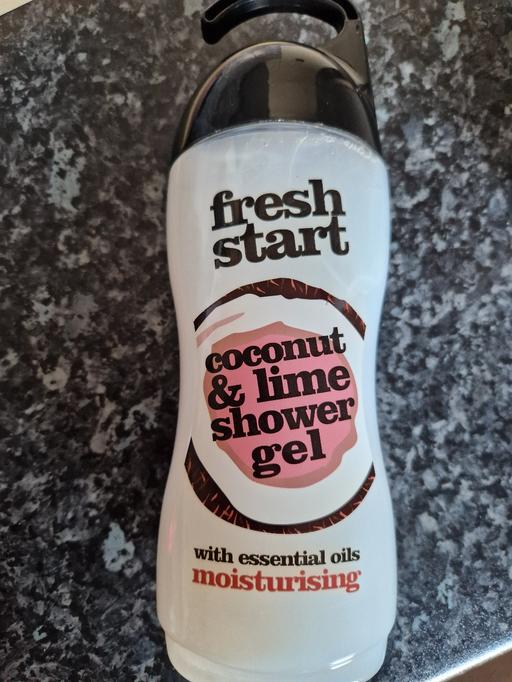 fresh
start
coconut
& lime
shower
gel
with essential oils
moisturising